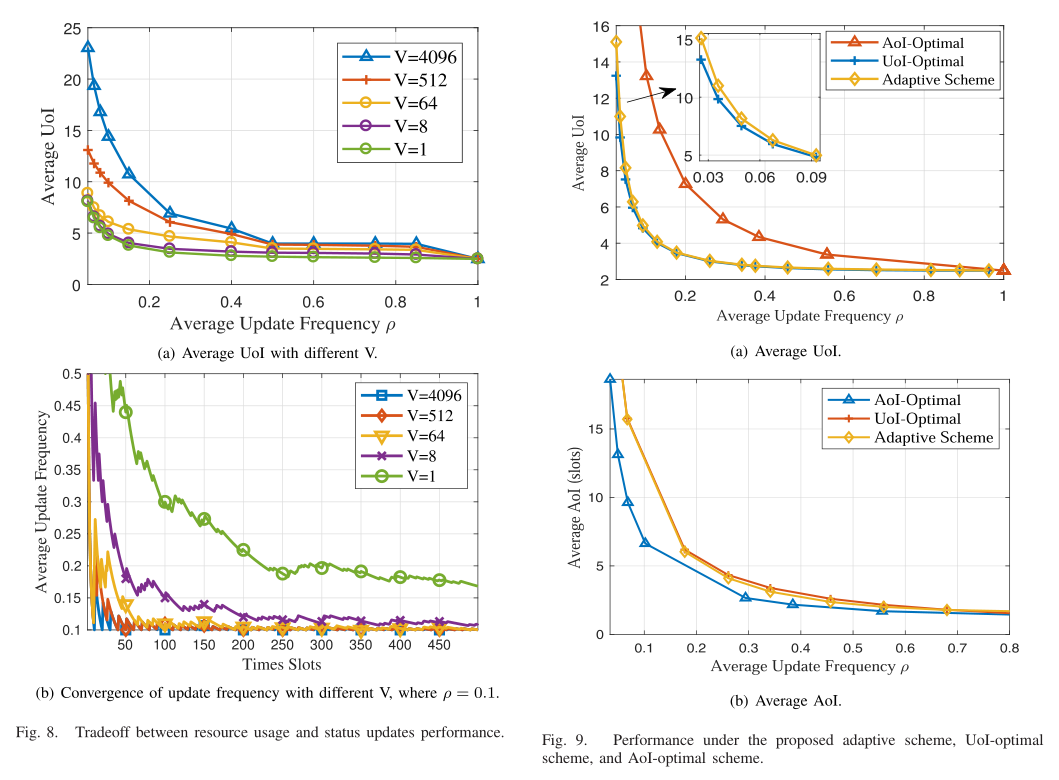 25
20
15
10
5
0
0.2
0.4
0.6
0.8
1
Average UoI
Average Update Frequency ρ
V=4096
V=512
V=64
V=8
V=1
(a) Average UoI with different V.
0.5
0.45
0.4
0.35
0.3
0.25
0.2
0.15
0.1
50
100
150
200
250
300
350
400
450
Average Update Frequency
Times Slots
V=4096
V=512
V=64
V=8
V=1
(b) Convergence of update frequency with different V, where ρ = 0.1.
Fig. 8. Tradeoff between resource usage and status updates performance.
16
14
12
10
8
6
4
2
0.2
0.4
0.6
0.8
1
Average UoI
Average Update Frequency ρ
15
10
5
0.03
0.06
0.09
AoI-Optimal
UoI-Optimal
Adaptive Scheme
(a) Average UoI.
15
10
5
0
0.1
0.2
0.3
0.4
0.5
0.6
0.7
0.8
Average AoI (slots)
Average Update Frequency ρ
AoI-Optimal
UoI-Optimal
Adaptive Scheme
(b) Average AoI.
Fig. 9. Performance under the proposed adaptive scheme, UoI-optimal
scheme, and AoI-optimal scheme.